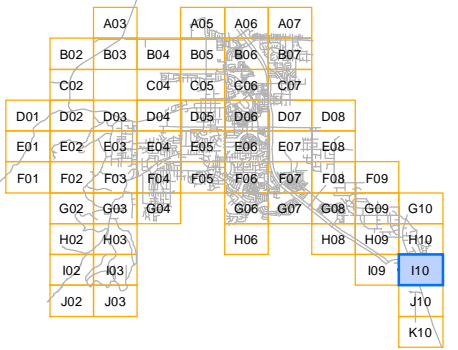 A03 A05 A06 A07
B02 B03 B04 B05 B06 B07
C02 C04 C05 C06 C07
D01 D02 D03 D04 D05 D06 D07 D08
E01 E02 E03 E04 E05 E06 E07 E08
F01 F02 F03 F04 F05 F06 F07 F08 F09
G02 G03 G04 G06 G07 G08 G09 G10
H02 H03 H06 H08 H09 H10
I02 I03 I09 I10
J02 J03 J10
K10